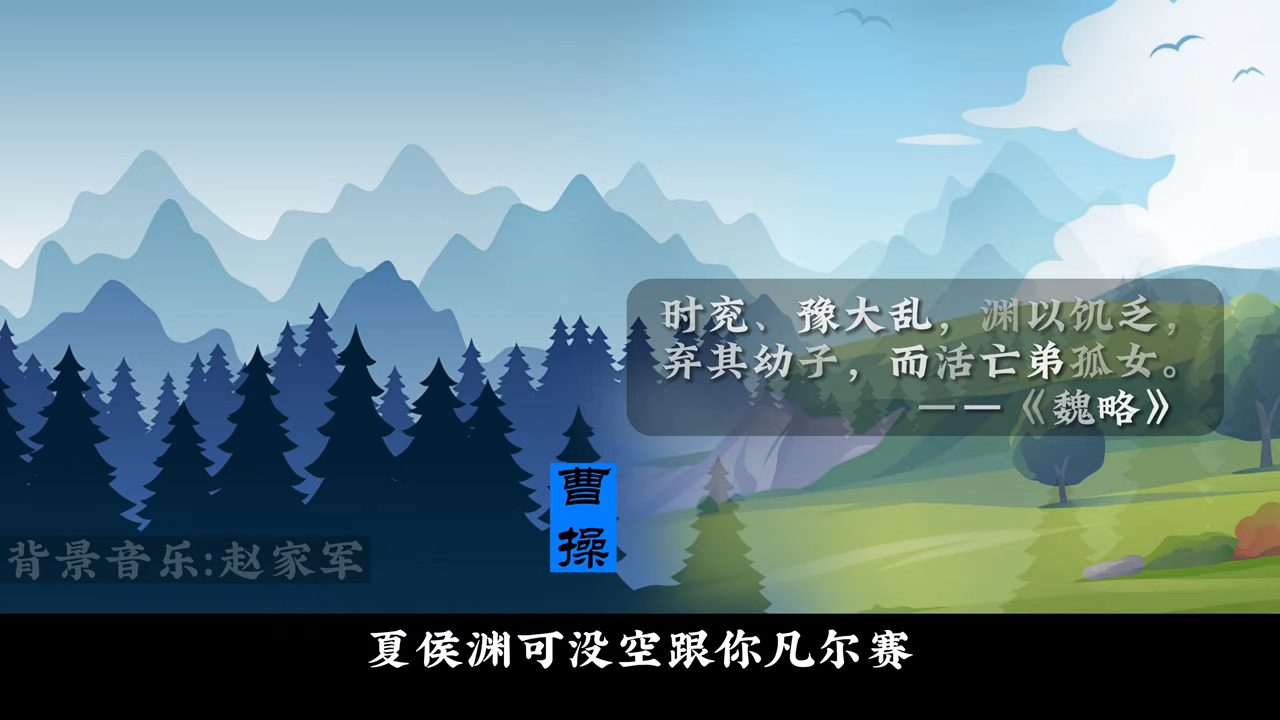 时兖、豫大乱，渊以饥乏，
弃其幼子，而活亡弟孤女。
——《魏略》
曹操
背景音乐:赵家军
夏侯渊可没空跟你凡尔赛